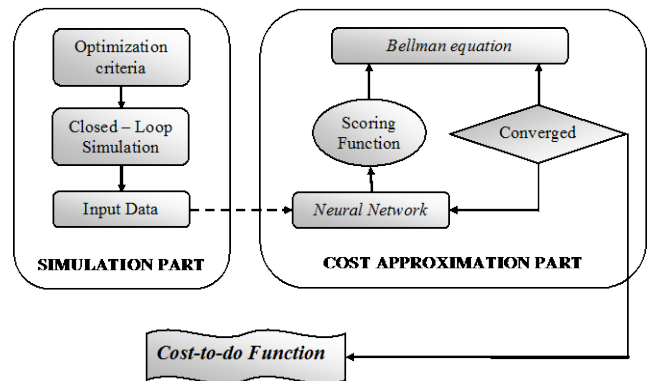 Optimization
criteria
Closed – Loop
Simulation
Input Data
SIMULATION PART
Bellman equation
Scoring
Function
Converged
Neural Network
COST APPROXIMATION PART
Cost-to-do Function